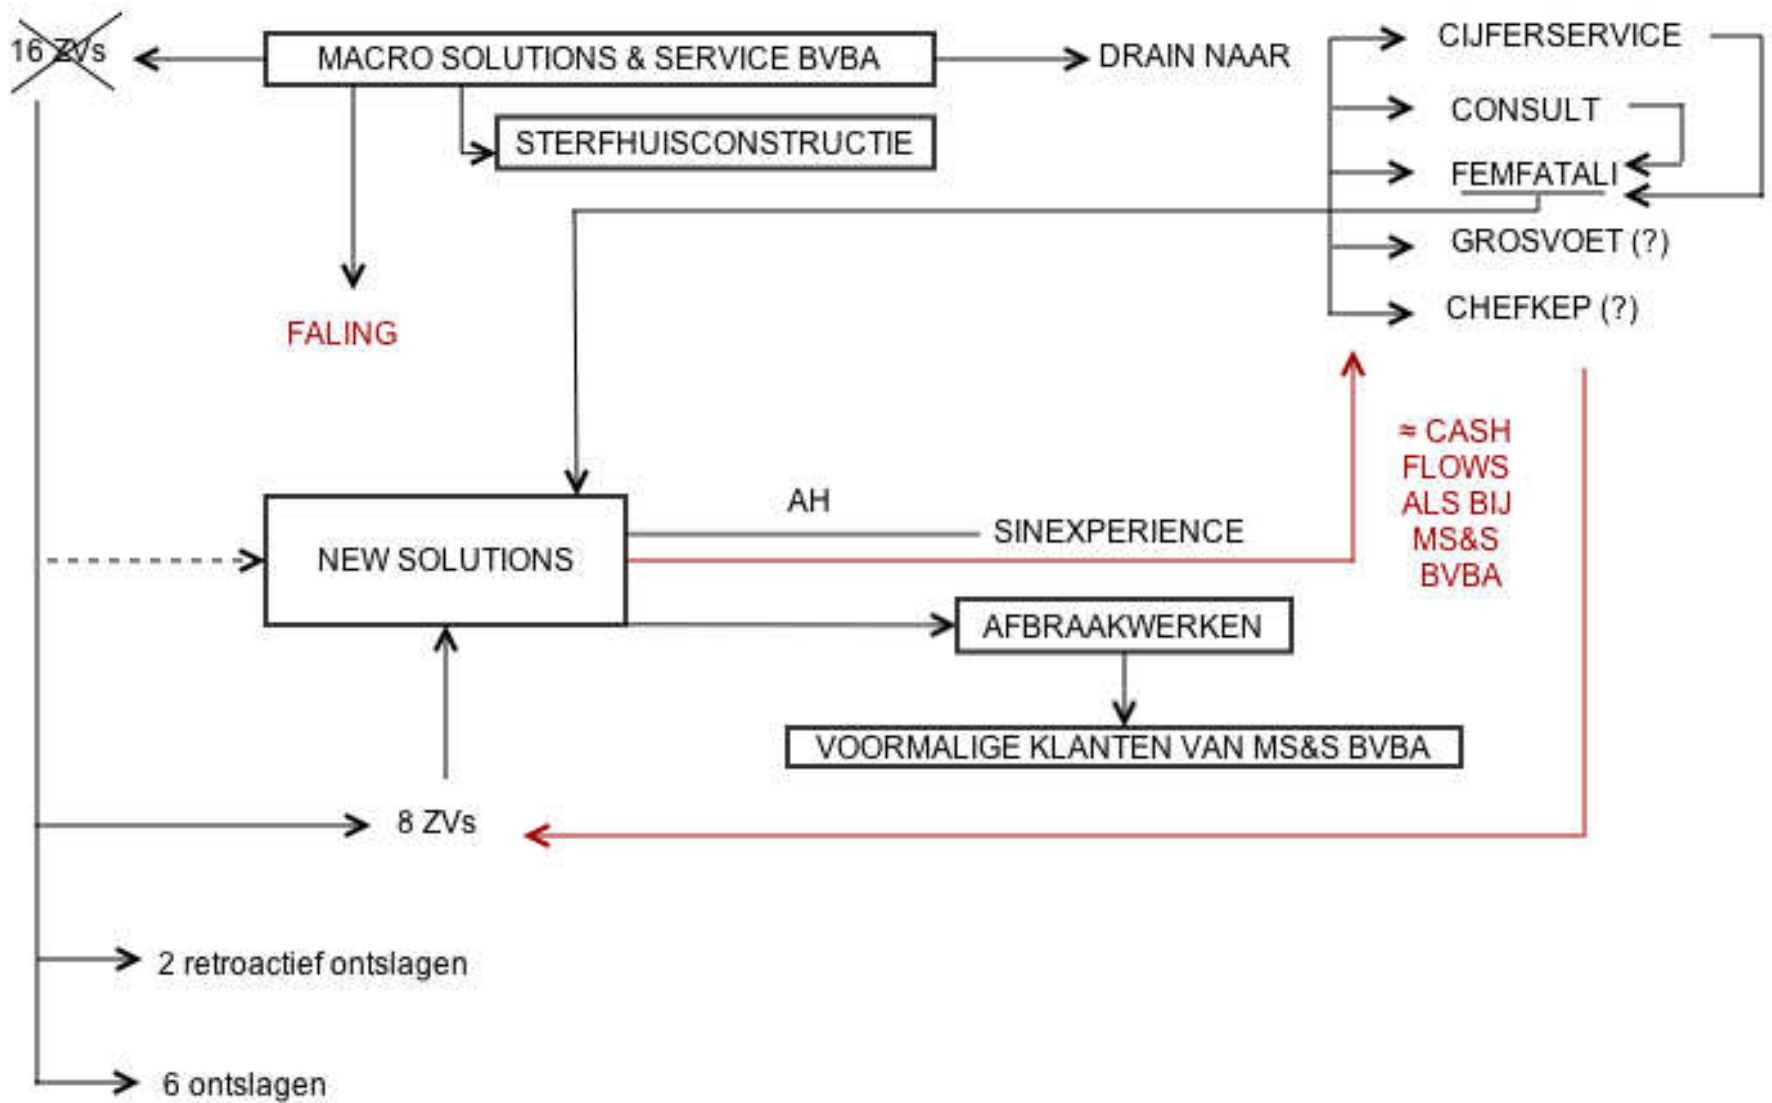 16 ZVs
MACRO SOLUTIONS & SERVICE BVBA
DRAIN NAAR
CIJFERSERVICE
CONSULT
FEMFATALI
GROSVOET (?)
CHEFKEP (?)
STERFHUISCONSTRUCTIE
FALING
≈ CASH
FLOWS
ALS BIJ
MS&S
BVBA
AH
SINEXPERIENCE
NEW SOLUTIONS
AFBRAAKWERKEN
VOORMALIGE KLANTEN VAN MS&S BVBA
8 ZVs
2 retroactief ontslagen
6 ontslagen